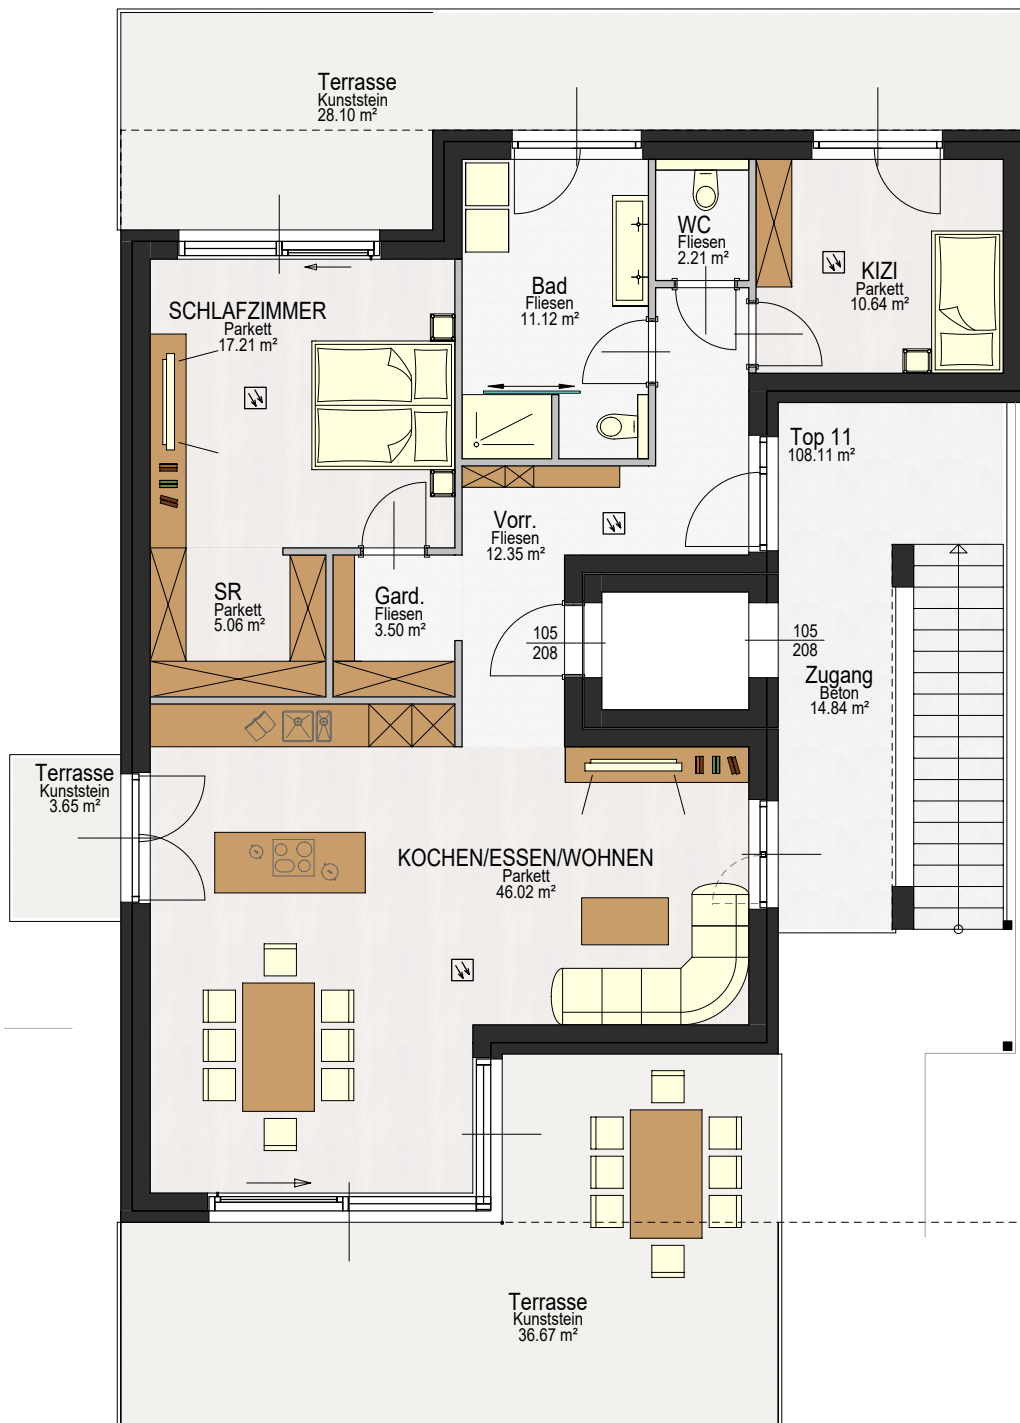 Terrasse
Kunststein
28.10 m²
WC
Fliesen
2.21 m²
KIZI
Parkett
10.64 m²
Bad
Fliesen
11.12 m²
SCHLAFZIMMER
Parkett
17.21 m²
Top 11
108.11 m²
Vorr.
Fliesen
12.35 m²
SR
Parkett
5.06 m²
Gard.
Fliesen
3.50 m²
105
208
105
208
Zugang
Beton
14.84 m²
Terrasse
Kunststein
3.65 m²
KOCHEN/ESSEN/WOHNEN
Parkett
46.02 m²
Terrasse
Kunststein
36.67 m²